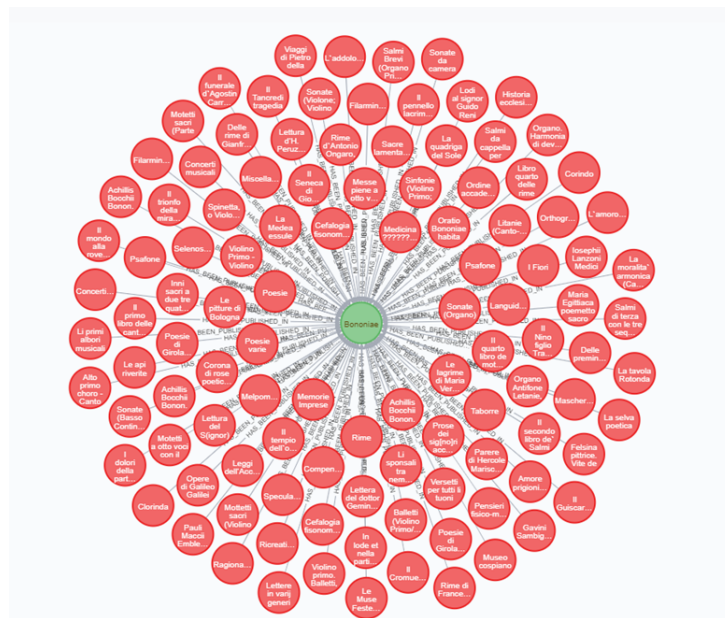 Viaggi
di Pietro
della
L'addolo...
Salmi
Brevi
(Organo
Pri...
Sonate
da
camera
Il
funerale
d'Agostin
Carr...
Il
Tancredi
tragedia
Sonate
(Violone;
Violino
Filarmin...
Il
pennello
lacrim...
Lodi
al signor
Guido
Reni
Historia
ecclesi...
Motetti
sacri
(Parte
Delle
rime di
Gianfr...
Lettura
d'H.
Peruz...
Rime
d'Antonio
Ongaro,
Sacre
lamenta...
La
quadriga
del Sole
Salmi
da cappella
per
Organo.
Harmonia
di dev...
Filarmin...
Concerti
musicali
Miscella...
Il
Seneca di
Gio...
Messe
piene a
otto v...
Sinfonie
(Violino
Primo;
Ordine
accade...
Libro
quarto delle
rime
Corindo
Achillis
Bocchii
Bonon.
Il
trionfo
della
mira...
Spinetta,
o Violo...
La
Medea
essule
Cefalogia
fisonom...
Medicina
??????...
Oratio
Bononiae
habita
Litanie
(Canto-...
Orthogr...
L'amoro...
Il
mondo
alla
rove...
Psafone
Selenos...
Violino
Primo -
Violino
Psafone
I Fiori
Iosephii
Lanzoni
Medici
La
moralita'
armonica
(Ca...
Concerti...
Inni
sacri a
due tre
quat...
Le
pitture di
Bologna
Poesie
Bononiae
Sonate
(Organo)
Languid...
Maria
Egittiaca
poemetto
sacro
Salmi
di terza
con le tre
seq...
Li primi
albori
musicali
Il
primo
libro delle
cant...
Poesie
di
Girola...
Poesie
varie
Il
quarto
libro de'
mot...
Il
Nino
figlio
Tra...
Delle
premin...
La tavola
Rotonda
Alto
primo
choro -
Canto
Le api
riverite
Corona
di rose
poetic...
Le
lagrime
di Maria
Ver...
Organo
Antifone
Letanie,
Mascher...
La selva
poetica
Sonate
(Basso
Contin...
Achillis
Bocchii
Bonon.
Melpom...
Memorie
Imprese
Achillis
Bocchii
Bonon.
Taborre
Il
secondo
libro de'
Salmi
Felsina
pittrice.
Vite de
I
dolori
della
part...
Motetti
a otto voci
con il
Lettura
del
S(ignor)
Il
tempio
dell'o...
Rime
Prose
dei
sig[no]ri
acc...
Parere
di Hercole
Marisc...
Amore
prigioni...
Il
Guiscar...
Clorinda
Opere
di Galileo
Galilei
Leggi
dell'Acc...
Compen...
Li
sponsali
tra
nem...
Versetti
per tutti li
tuoni
Pensieri
fisico-m...
Gavini
Sambig...
Pauli
Maccii
Emble...
Mottetti
sacri
(Violino
Specula...
Lettera
del dottor
Gemin...
Balletti
(Violino
Primo/...
Poesie
di
Girola...
Museo
cospiano
Ragiona...
Ricreati...
Cefalogia
fisonom...
In
lode et
nella
parti...
Il
Cromue...
Rime di
France...
Lettere
in varij
generi
Violino
primo.
Balletti,
Le
Muse
Feste...